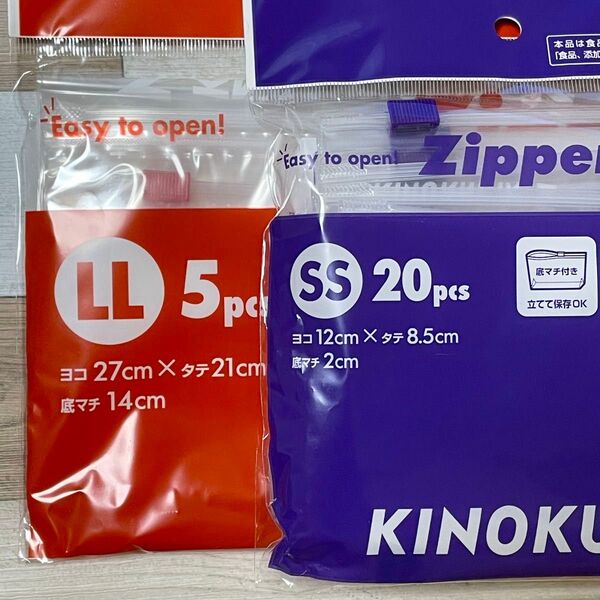 本品は食品
「食品、添加
Easy to open!
LL 5pcs
ヨコ 27cm×タテ 21cm
底マチ 14cm
Easy to open!
Zipper
KINOKU
SS 20pcs
ヨコ 12cm×タテ 8.5cm
底マチ 2cm
底マチ付き
立てて保存OK
KINOKU